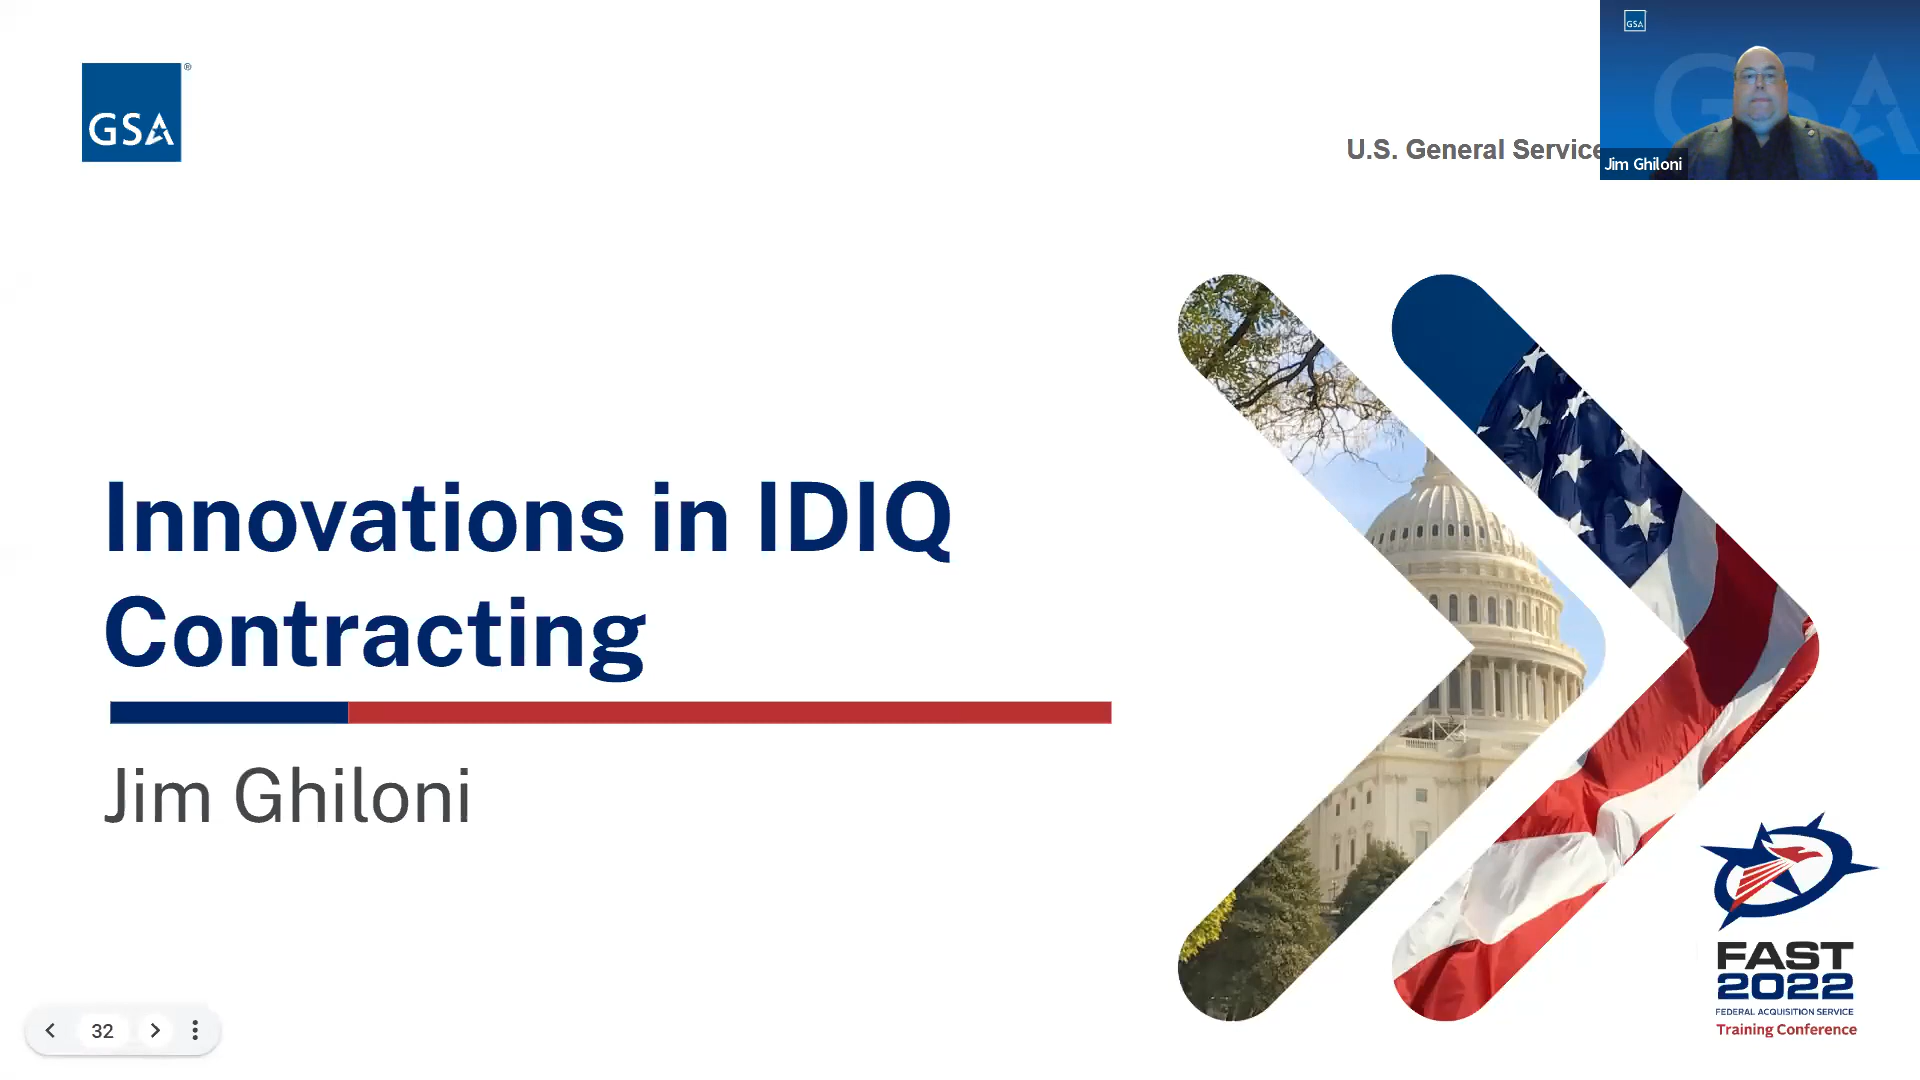 GSA
®
U.S. General Service
GSA
Jim Ghiloni
Innovations in IDIQ
Contracting
Jim Ghiloni
FAST
2022
FEDERAL ACQUISITION SERVICE
Training Conference
32